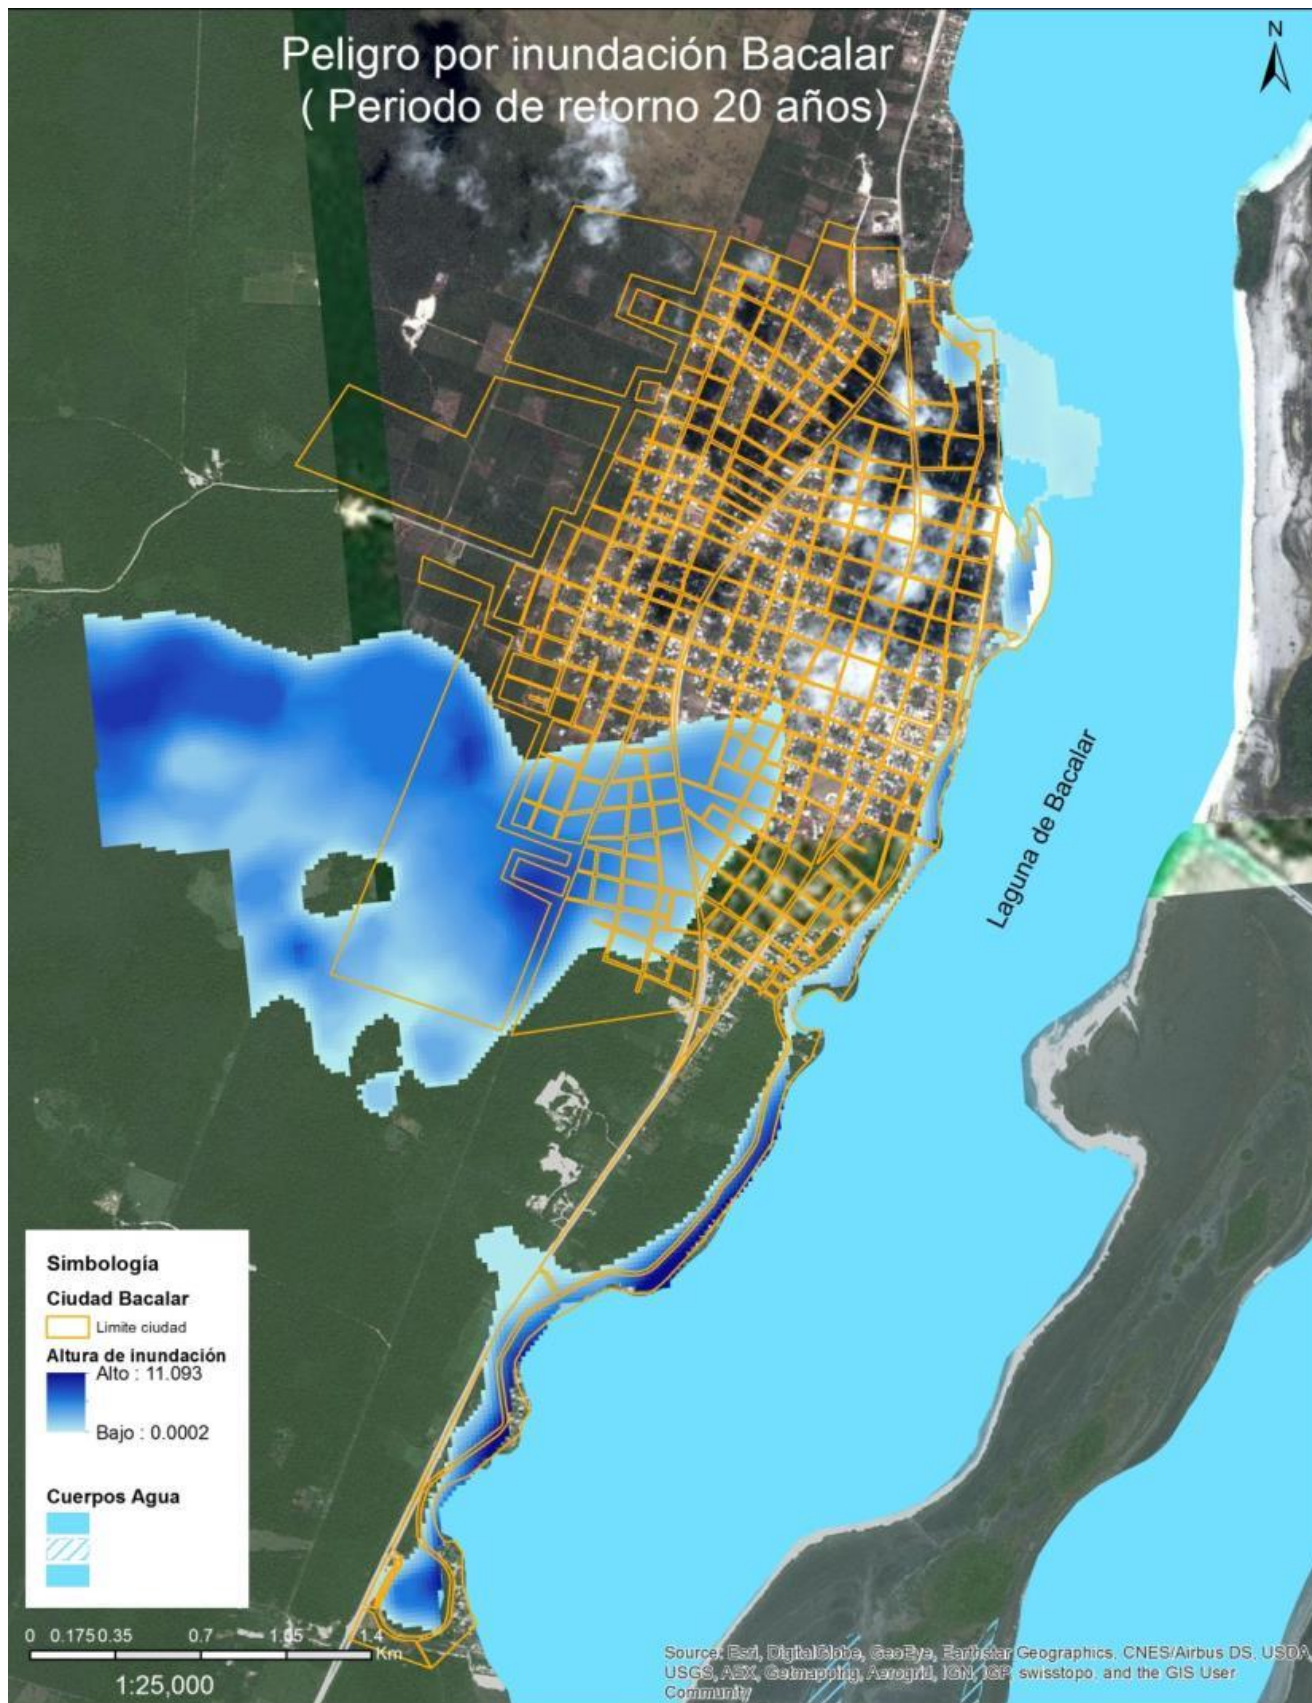 Peligro por inundación Bacalar
( Periodo de retorno 20 años)
N
Laguna de Bacalar
Simbología
Ciudad Bacalar
Limite ciudad
Altura de inundación
Alto : 11.093
Bajo : 0.0002
Cuerpos Agua
0 0.175 0.35 0.7 1.05 1.4
Km
1:25,000
Source: Esri, DigitalGlobe, GeoEye, Earthstar Geographics, CNES/Airbus DS, USDA,
USGS, AEX, Getmapping, Aerogrid, IGN, IGP, swisstopo, and the GIS User
Community